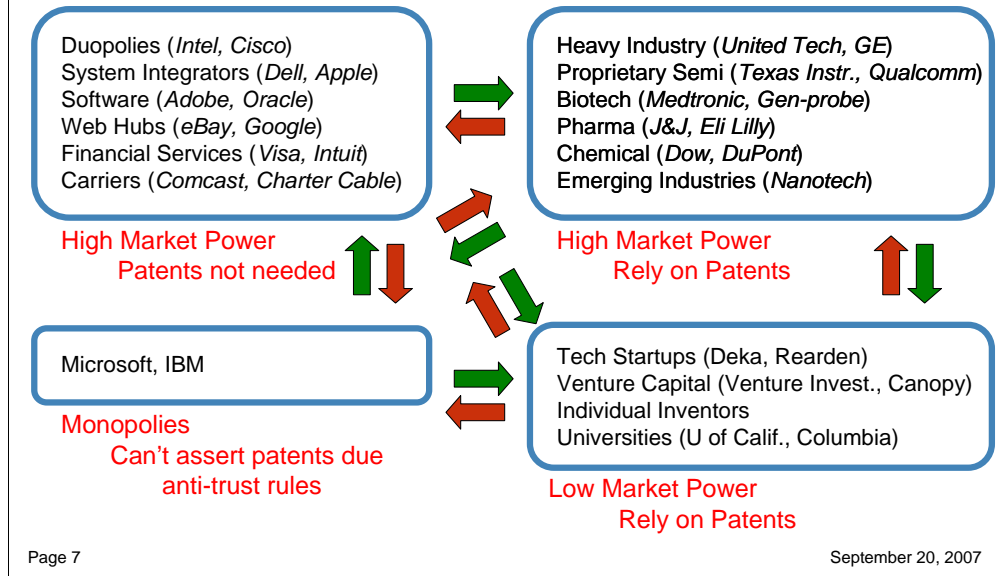 Duopolies (Intel, Cisco)
System Integrators (Dell, Apple)
Software (Adobe, Oracle)
Web Hubs (eBay, Google)
Financial Services (Visa, Intuit)
Carriers (Comcast, Charter Cable)
High Market Power
Patents not needed
Heavy Industry (United Tech, GE)
Proprietary Semi (Texas Instr., Qualcomm)
Biotech (Medtronic, Gen-probe)
Pharma (J&J, Eli Lilly)
Chemical (Dow, DuPont)
Emerging Industries (Nanotech)
High Market Power
Rely on Patents
Microsoft, IBM
Monopolies
Can't assert patents due
anti-trust rules
Tech Startups (Deka, Rearden)
Venture Capital (Venture Invest., Canopy)
Individual Inventors
Universities (U of Calif., Columbia)
Low Market Power
Rely on Patents
Page 7
September 20, 2007